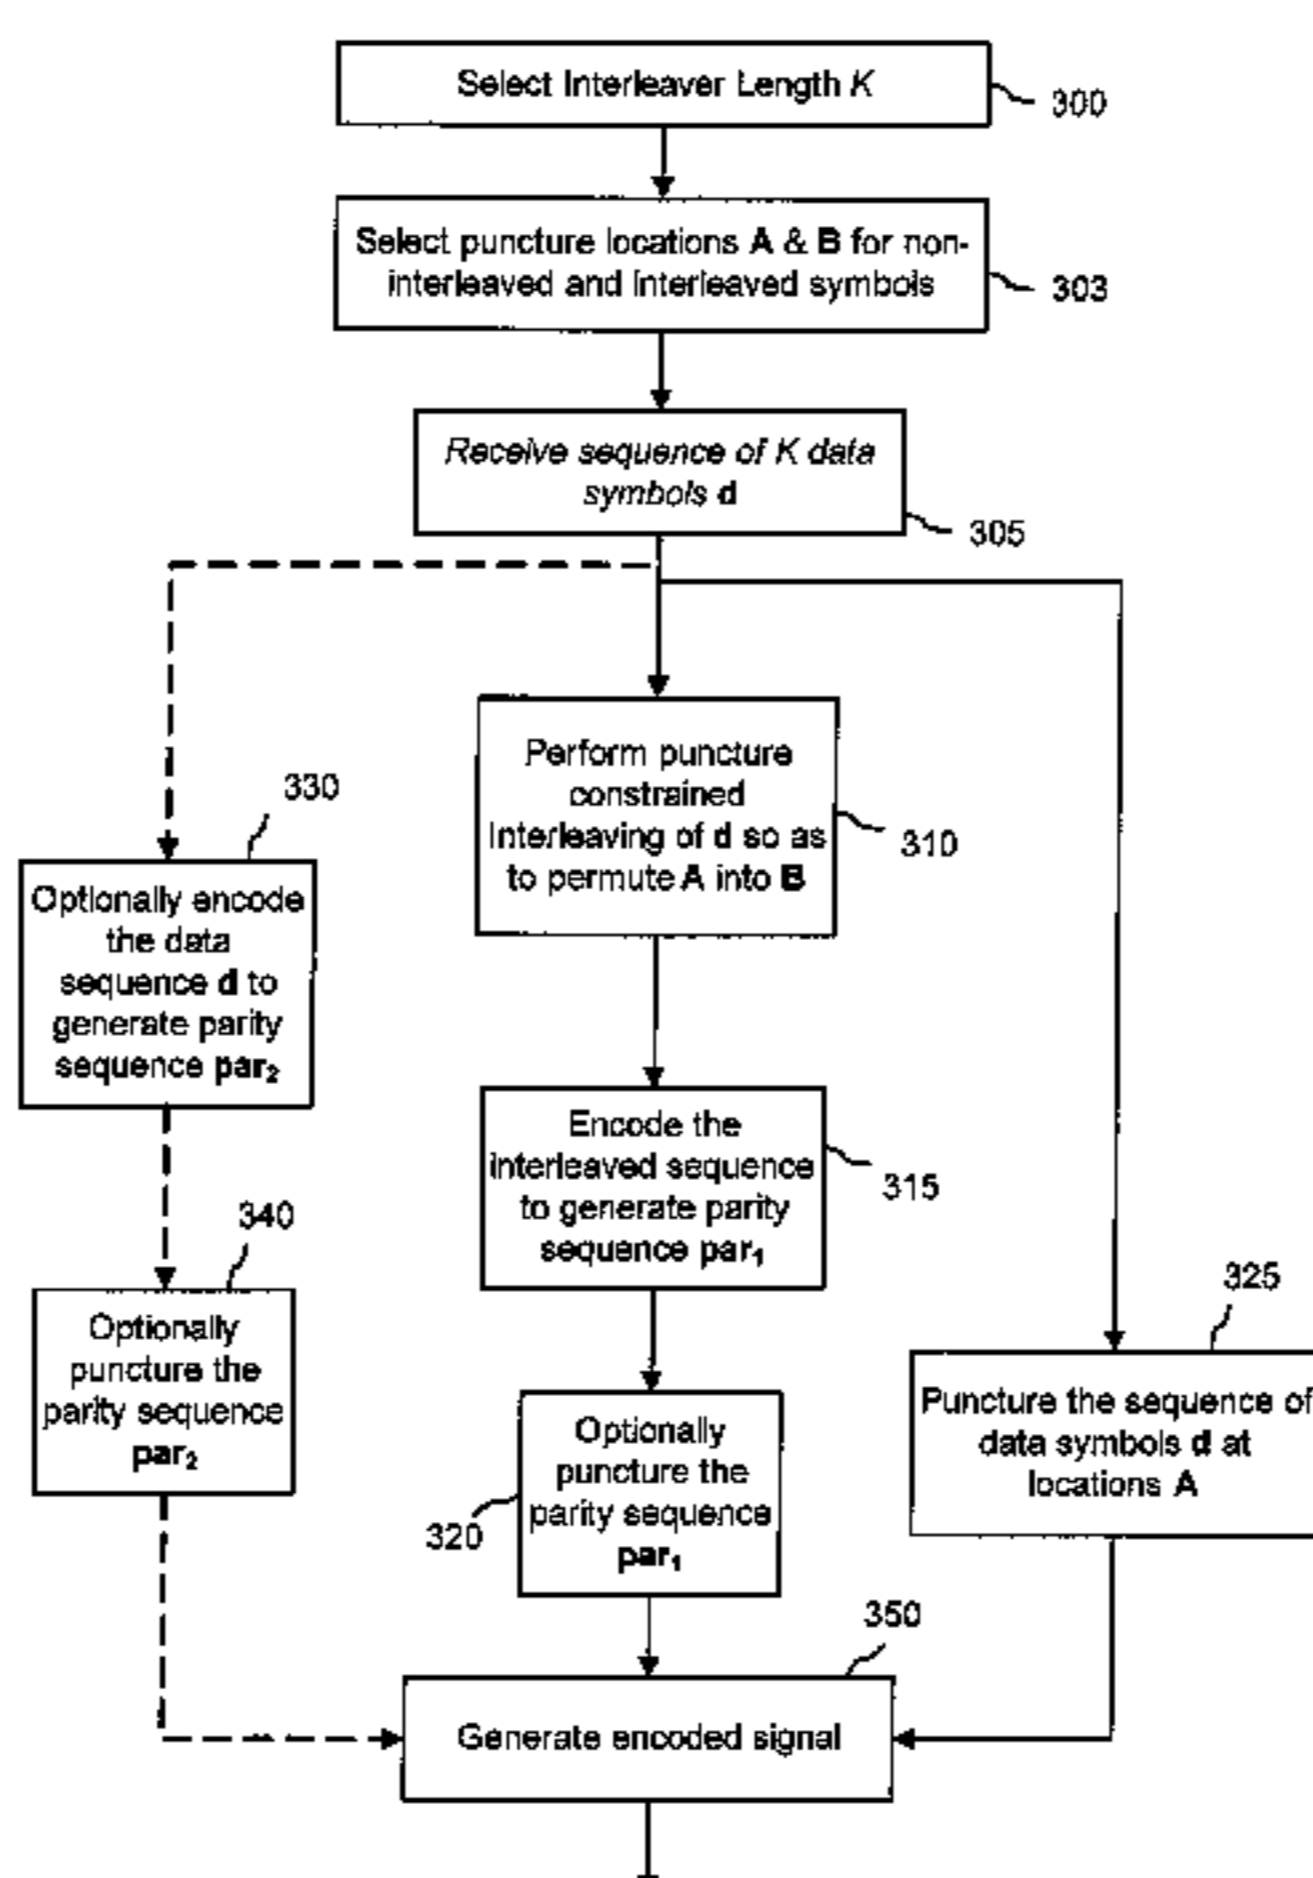 Select Interleaver Length K
300
Select puncture locations A & B for non-
interleaved and interleaved symbols
303
Receive sequence of K data
symbols d
305
Perform puncture
constrained
Interleaving of d so as
to permute A into B
310
330
Optionally encode
the data
sequence d to
generate parity
sequence par₂
Encode the
interleaved sequence
to generate parity
sequence par₁
315
340
Optionally
puncture the
parity sequence
par₂
325
Puncture the sequence of
data symbols d at
locations A
Optionally
puncture the
parity sequence
par₁
320
350
Generate encoded signal